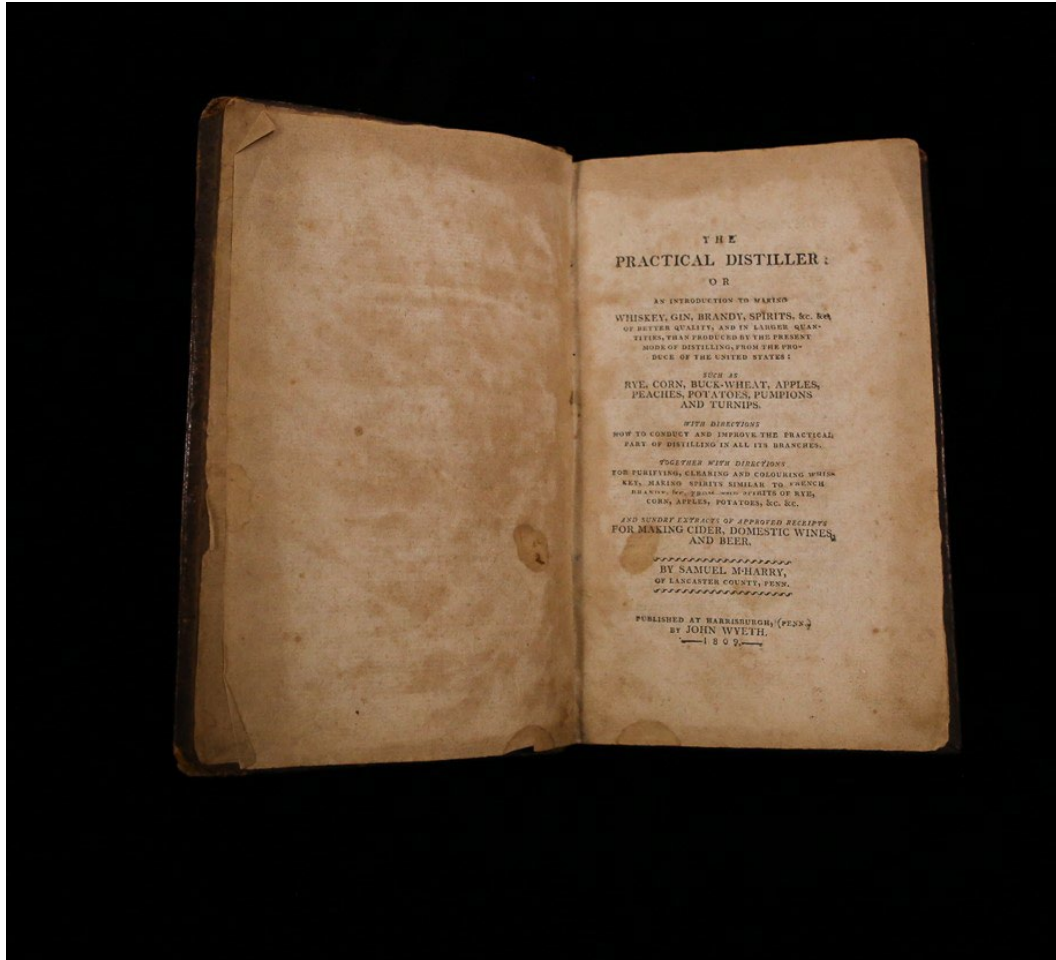 THE
PRACTICAL DISTILLER:
OR
AN INTRODUCTION TO MAKING
WHISKEY, GIN, BRANDY, SPIRITS, &c. &c.
OF BETTER QUALITY, AND IN LARGER QUAN-
TITIES, THAN PRODUCED BY THE PRESENT
MODE OF DISTILLING, FROM THE PRO-
DUCE OF THE UNITED STATES:
SUCH AS
RYE, CORN, BUCK-WHEAT, APPLES,
PEACHES, POTATOES, PUMPIONS
AND TURNIPS.
WITH DIRECTIONS
HOW TO CONDUCT AND IMPROVE THE PRACTICAL
PART OF DISTILLING IN ALL ITS BRANCHES.
TOGETHER WITH DIRECTIONS
FOR PURIFYING, CLEARING AND COLOURING WHIS-
KEY, MAKING SPIRITS SIMILAR TO FRENCH
BRANDY, &c. FROM THE SPIRITS OF RYE,
CORN, APPLES, POTATOES, &c. &c.
AND SUNDRY EXTRACTS OF APPROVED RECEIPTS
FOR MAKING CIDER, DOMESTIC WINES,
AND BEER.
BY SAMUEL M·HARRY,
OF LANCASTER COUNTY, PENN.
PUBLISHED AT HARRISBURGH, (PENN.)
BY JOHN WYETH.
1809.